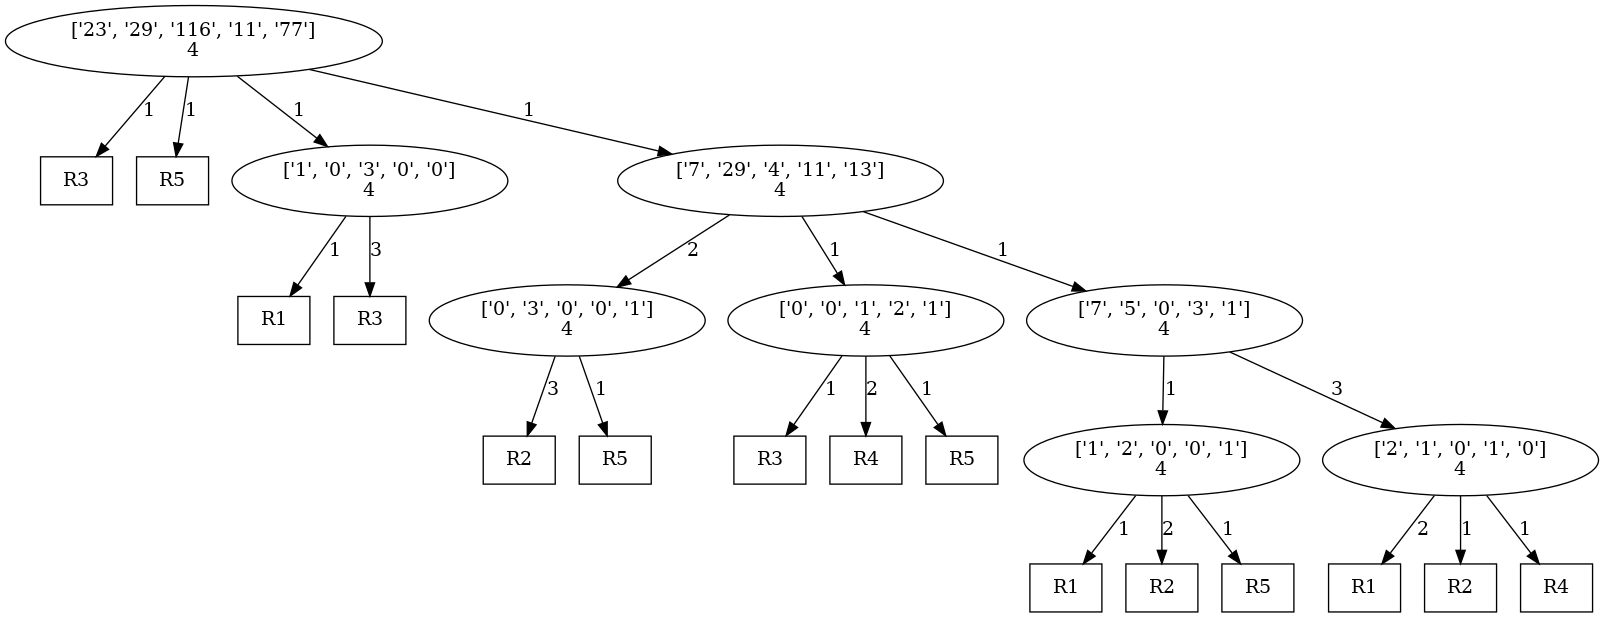 ['23', '29', '116', '11', '77']
4
1
1
1
1
R3
R5
['1', '0', '3', '0', '0']
4
['7', '29', '4', '11', '13']
4
1
3
2
1
1
R1
R3
['0', '3', '0', '0', '1']
4
['0', '0', '1', '2', '1']
4
['7', '5', '0', '3', '1']
4
3
1
1
2
1
1
3
R2
R5
R3
R4
R5
['1', '2', '0', '0', '1']
4
['2', '1', '0', '1', '0']
4
1
2
1
2
1
1
R1
R2
R5
R1
R2
R4